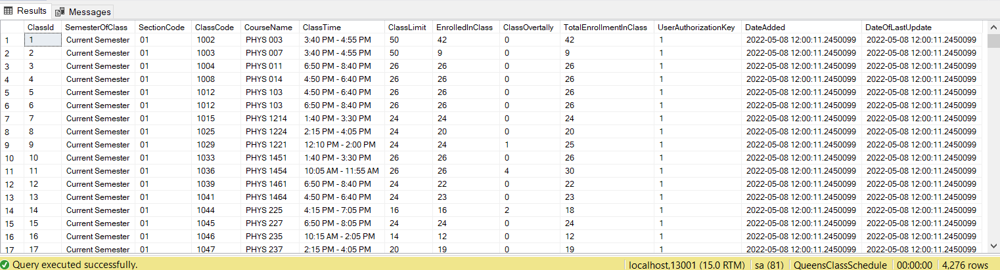 Results Messages
ClassId SemesterOfClass SectionCode ClassCode CourseName ClassTime ClassLimit EnrolledInClass ClassOvertally TotalEnrollmentInClass UserAuthorizationKey DateAdded DateOfLastUpdate
1 1 Current Semester 01 1002 PHYS 003 3:40 PM - 4:55 PM 50 42 0 42 1 2022-05-08 12:00:11.2450099 2022-05-08 12:00:11.2450099
2 2 Current Semester 01 1003 PHYS 007 3:40 PM - 4:55 PM 50 9 0 9 1 2022-05-08 12:00:11.2450099 2022-05-08 12:00:11.2450099
3 3 Current Semester 01 1004 PHYS 011 6:50 PM - 8:40 PM 26 26 0 26 1 2022-05-08 12:00:11.2450099 2022-05-08 12:00:11.2450099
4 4 Current Semester 01 1008 PHYS 014 4:50 PM - 6:40 PM 26 26 0 26 1 2022-05-08 12:00:11.2450099 2022-05-08 12:00:11.2450099
5 5 Current Semester 01 1012 PHYS 103 4:50 PM - 6:40 PM 26 26 0 26 1 2022-05-08 12:00:11.2450099 2022-05-08 12:00:11.2450099
6 6 Current Semester 01 1012 PHYS 103 6:50 PM - 8:40 PM 26 26 0 26 1 2022-05-08 12:00:11.2450099 2022-05-08 12:00:11.2450099
7 7 Current Semester 01 1015 PHYS 1214 1:40 PM - 3:30 PM 24 24 0 24 1 2022-05-08 12:00:11.2450099 2022-05-08 12:00:11.2450099
8 8 Current Semester 01 1025 PHYS 1224 2:15 PM - 4:05 PM 24 20 0 20 1 2022-05-08 12:00:11.2450099 2022-05-08 12:00:11.2450099
9 9 Current Semester 01 1029 PHYS 1221 12:10 PM - 2:00 PM 24 24 1 25 1 2022-05-08 12:00:11.2450099 2022-05-08 12:00:11.2450099
10 10 Current Semester 01 1033 PHYS 1451 1:40 PM - 3:30 PM 26 26 0 26 1 2022-05-08 12:00:11.2450099 2022-05-08 12:00:11.2450099
11 11 Current Semester 01 1036 PHYS 1454 10:05 AM - 11:55 AM 26 26 4 30 1 2022-05-08 12:00:11.2450099 2022-05-08 12:00:11.2450099
12 12 Current Semester 01 1039 PHYS 1461 6:50 PM - 8:40 PM 24 22 0 22 1 2022-05-08 12:00:11.2450099 2022-05-08 12:00:11.2450099
13 13 Current Semester 01 1041 PHYS 1464 4:50 PM - 6:40 PM 24 23 0 23 1 2022-05-08 12:00:11.2450099 2022-05-08 12:00:11.2450099
14 14 Current Semester 01 1044 PHYS 225 4:15 PM - 7:05 PM 16 16 2 18 1 2022-05-08 12:00:11.2450099 2022-05-08 12:00:11.2450099
15 15 Current Semester 01 1045 PHYS 227 6:50 PM - 8:05 PM 24 24 0 24 1 2022-05-08 12:00:11.2450099 2022-05-08 12:00:11.2450099
16 16 Current Semester 01 1046 PHYS 235 10:15 AM - 2:05 PM 14 12 0 12 1 2022-05-08 12:00:11.2450099 2022-05-08 12:00:11.2450099
17 17 Current Semester 01 1047 PHYS 237 2:15 PM - 4:05 PM 20 19 0 19 1 2022-05-08 12:00:11.2450099 2022-05-08 12:00:11.2450099
Query executed successfully. localhost,13001 (15.0 RTM) sa (81) QueensClassSchedule 00:00:00 4,276 rows